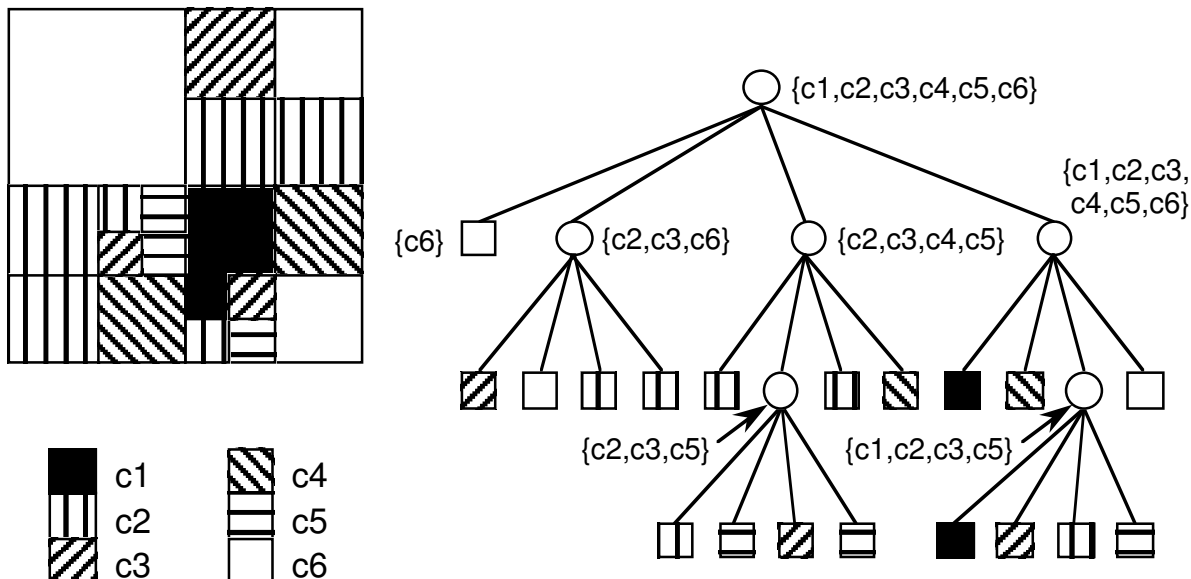 {c1,c2,c3,c4,c5,c6}
{c1,c2,c3,
c4,c5,c6}
{c6}
{c2,c3,c6}
{c2,c3,c4,c5}
{c2,c3,c5}
{c1,c2,c3,c5}
c1
c4
c2
c5
c3
c6